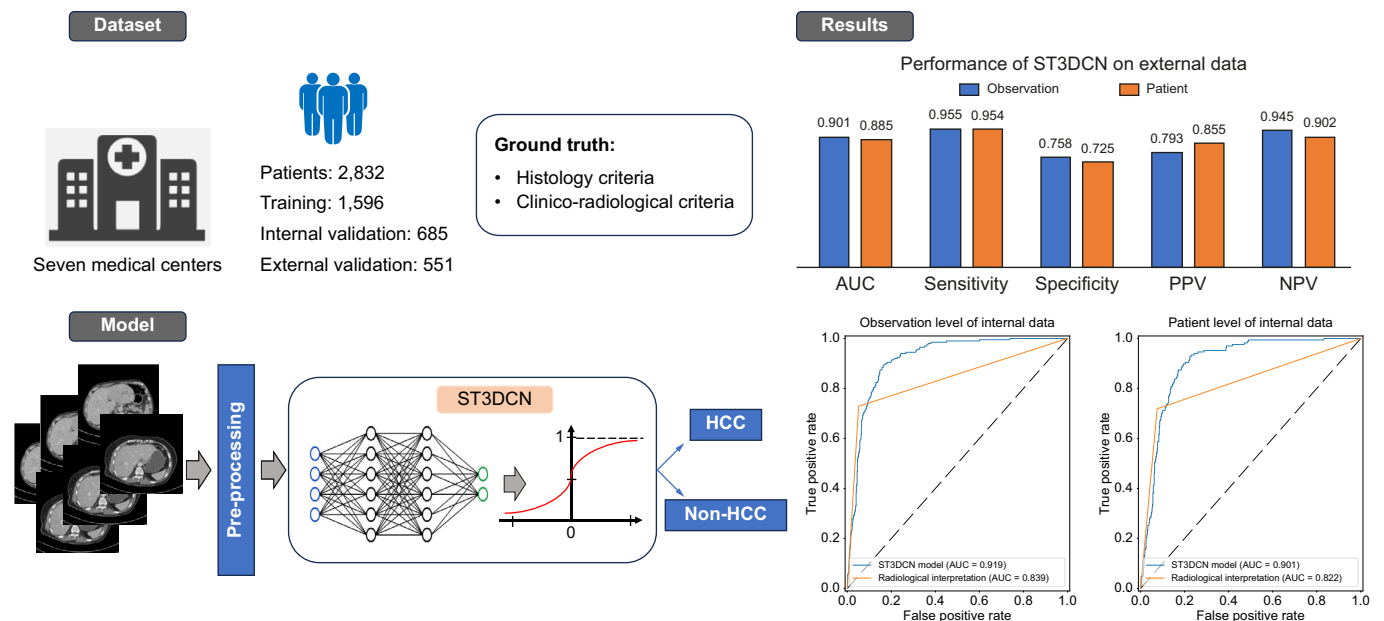 Dataset
Patients: 2,832
Training: 1,596
Internal validation: 685
External validation: 551
Seven medical centers
Ground truth:
• Histology criteria
• Clinico-radiological criteria
Model
Pre-processing
ST3DCN
1
0
HCC
Non-HCC
Results
Performance of ST3DCN on external data
Observation
Patient
0.901 0.885 0.955 0.954 0.758 0.725 0.793 0.855 0.945 0.902
AUC Sensitivity Specificity PPV NPV
Observation level of internal data
True positive rate
1.0
0.8
0.6
0.4
0.2
0.0
ST3DCN model (AUC = 0.919)
Radiological interpretation (AUC = 0.839)
0.0 0.2 0.4 0.6 0.8 1.0
False positive rate
Patient level of internal data
True positive rate
1.0
0.8
0.6
0.4
0.2
0.0
ST3DCN model (AUC = 0.901)
Radiological interpretation (AUC = 0.822)
0.0 0.2 0.4 0.6 0.8 1.0
False positive rate